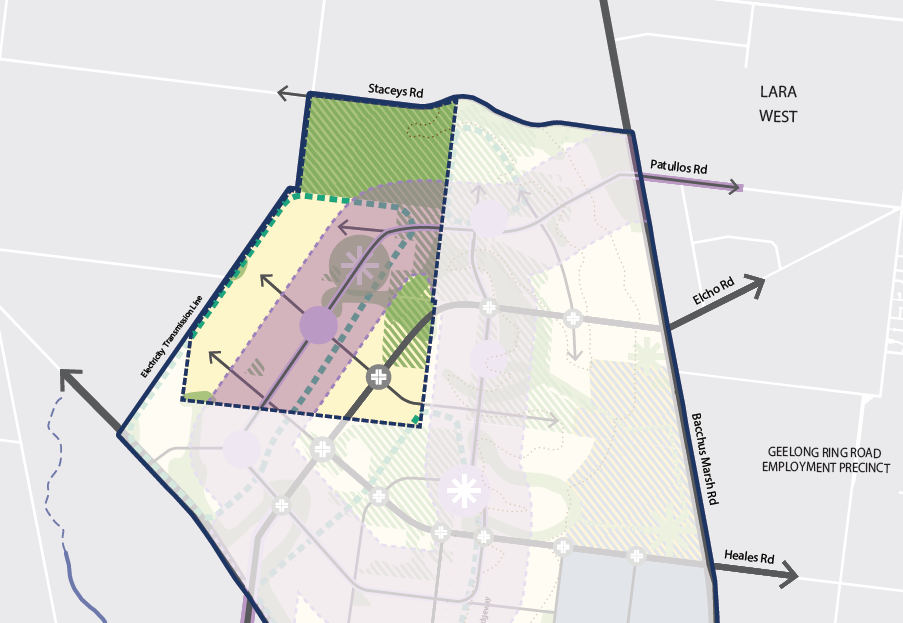 Staceys Rd
LARA
WEST
Patullos Rd
Elcho Rd
Electricity Transmission Line
Bacchus Marsh Rd
GEELONG RING ROAD
EMPLOYMENT PRECINCT
Heales Rd